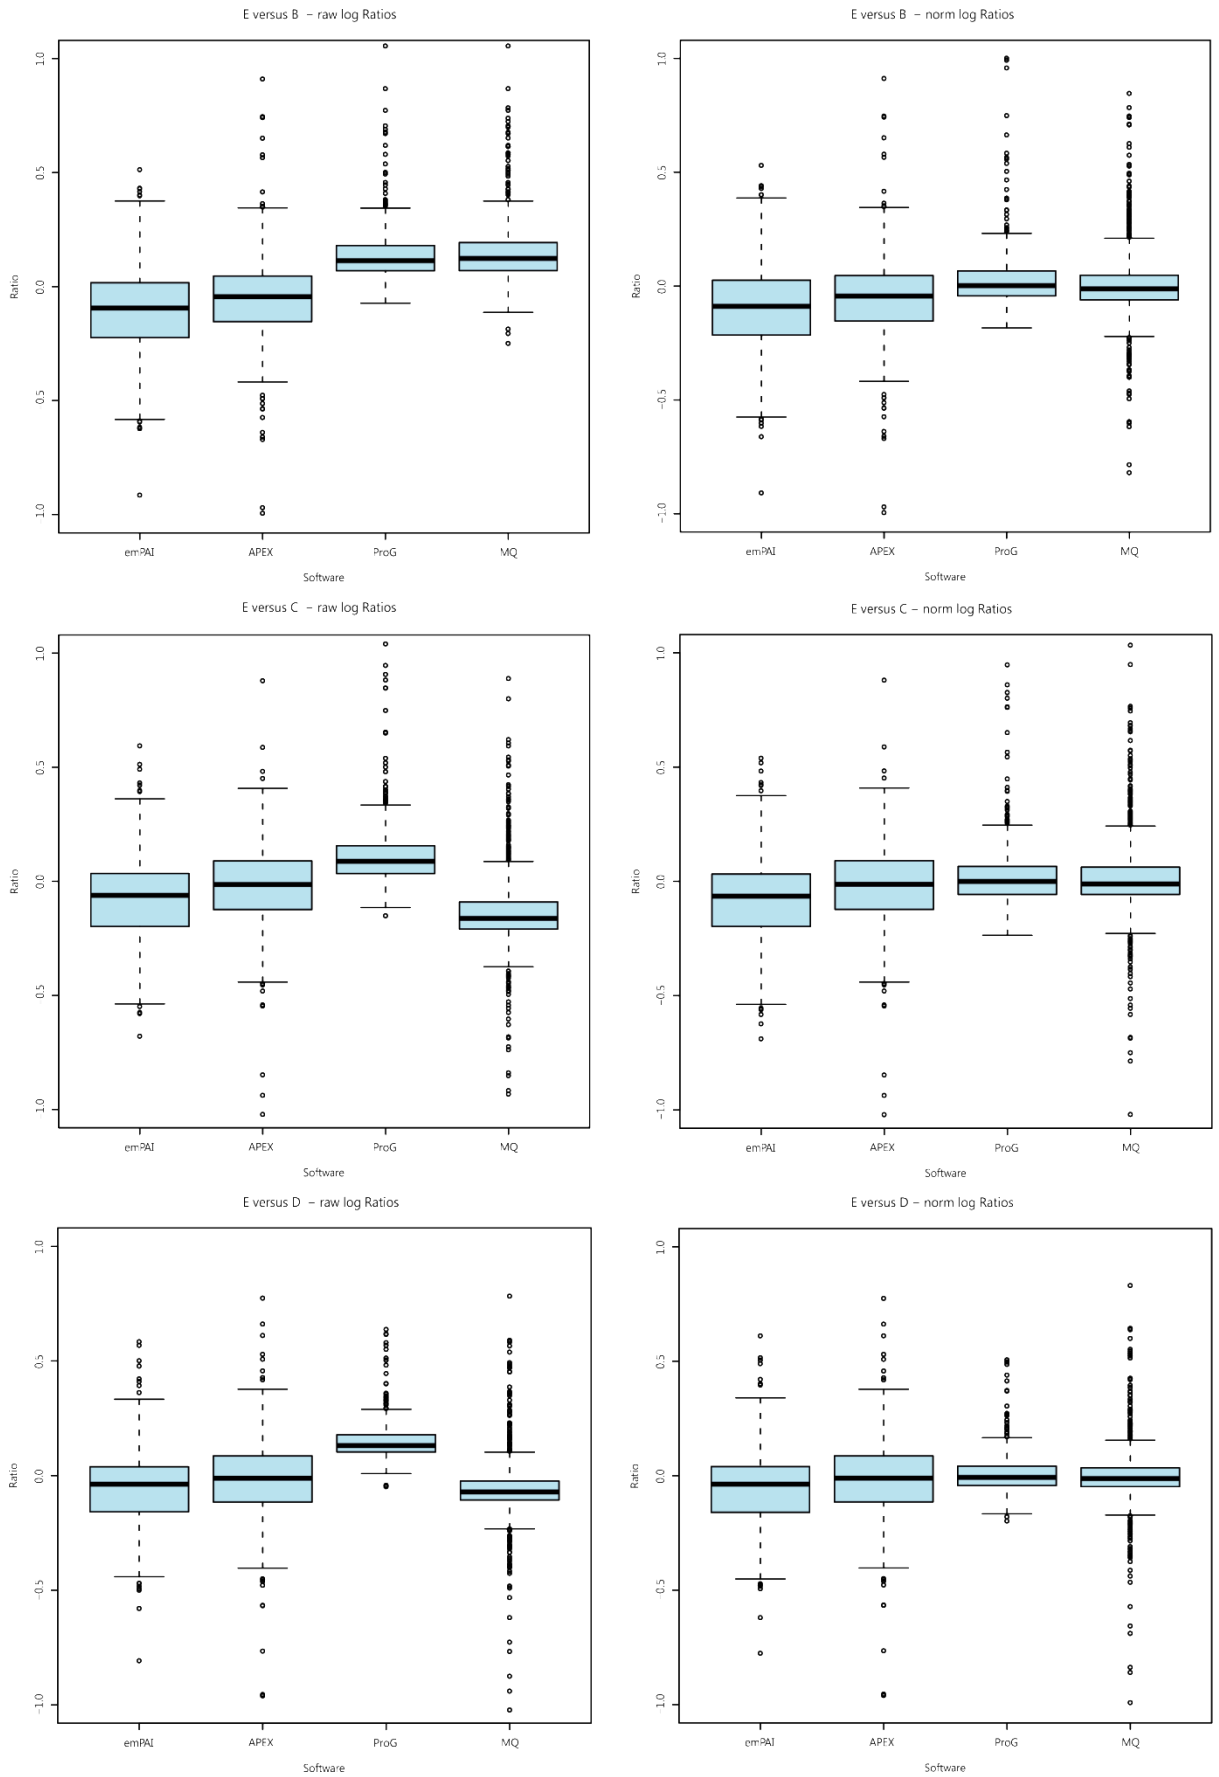 E versus B – raw log Ratios
1.0
0.5
0.0
0.5
1.0
Ratio
emPAI APEX ProG MQ
Software
E versus B – norm log Ratios
1.0
0.5
0.0
−0.5
−1.0
Ratio
emPAI APEX ProG MQ
Software
E versus C – raw log Ratios
1.0
0.5
0.0
0.5
1.0
Ratio
emPAI APEX ProG MQ
Software
E versus C – norm log Ratios
1.0
0.5
0.0
−0.5
−1.0
Ratio
emPAI APEX ProG MQ
Software
E versus D – raw log Ratios
1.0
0.5
0.0
−0.5
−1.0
Ratio
emPAI APEX ProG MQ
Software
E versus D – norm log Ratios
1.0
0.5
0.0
−0.5
−1.0
Ratio
emPAI APEX ProG MQ
Software